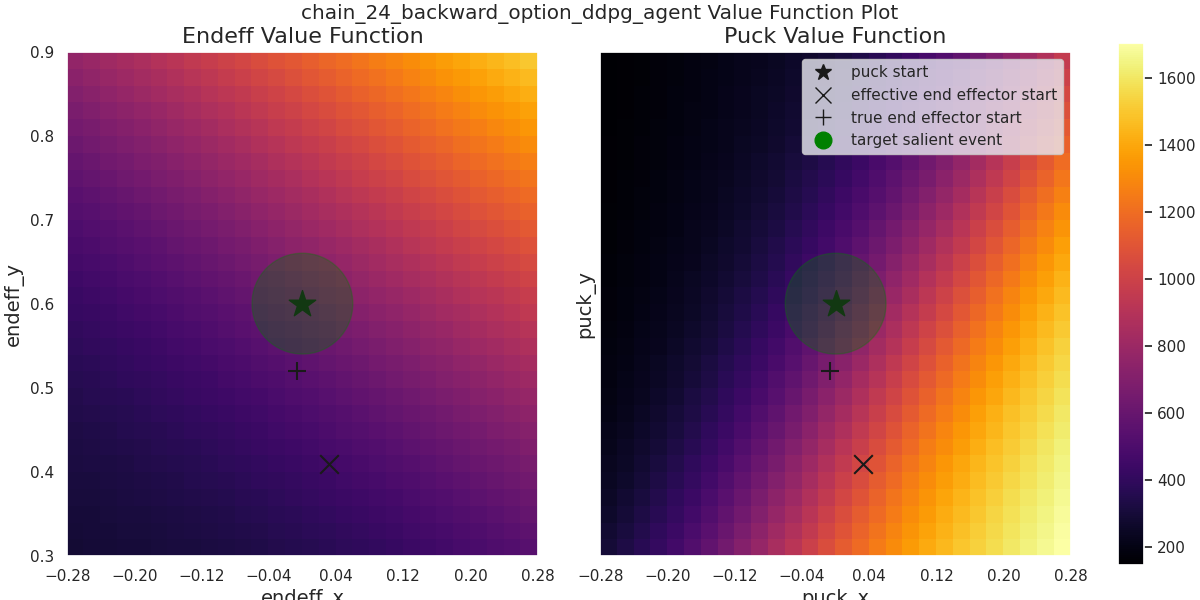 chain_24_backward_option_ddpg_agent Value Function Plot
Endeff Value Function
Puck Value Function
puck start
effective end effector start
true end effector start
target salient event
endeff_y
0.9
0.8
0.7
0.6
0.5
0.4
0.3
−0.28 −0.20 −0.12 −0.04 0.04 0.12 0.20 0.28
endeff_x
puck_y
−0.28 −0.20 −0.12 −0.04 0.04 0.12 0.20 0.28
puck_x
1600
1400
1200
1000
800
600
400
200